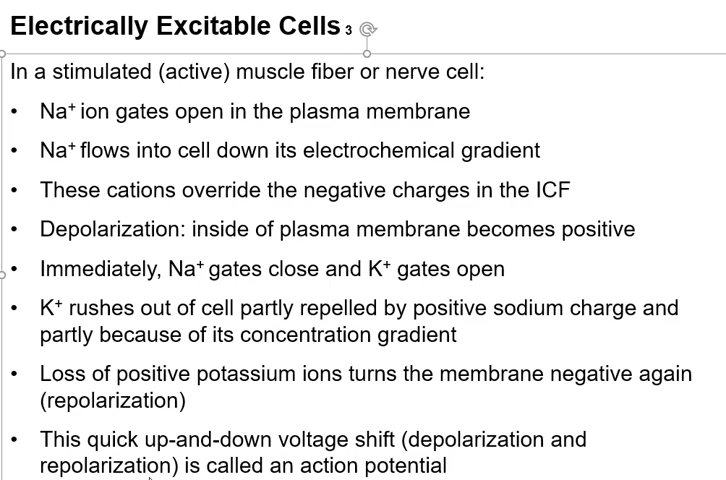 Electrically Excitable Cells 3
In a stimulated (active) muscle fiber or nerve cell:
• Na⁺ ion gates open in the plasma membrane
• Na⁺ flows into cell down its electrochemical gradient
• These cations override the negative charges in the ICF
• Depolarization: inside of plasma membrane becomes positive
• Immediately, Na⁺ gates close and K⁺ gates open
• K⁺ rushes out of cell partly repelled by positive sodium charge and
partly because of its concentration gradient
• Loss of positive potassium ions turns the membrane negative again
(repolarization)
• This quick up-and-down voltage shift (depolarization and
repolarization) is called an action potential